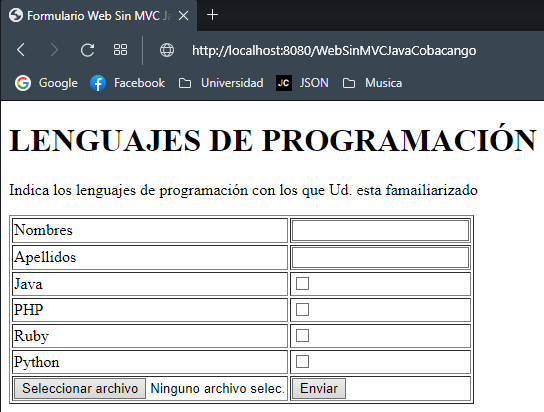 Formulario Web Sin MVC J
http://localhost:8080/WebSinMVCJavaCobacango
Google Facebook Universidad JC JSON Musica
LENGUAJES DE PROGRAMACIÓN
Indica los lenguajes de programación con los que Ud. esta famailiarizado
Nombres
Apellidos
Java
PHP
Ruby
Python
Seleccionar archivo Ninguno archivo selec. Enviar